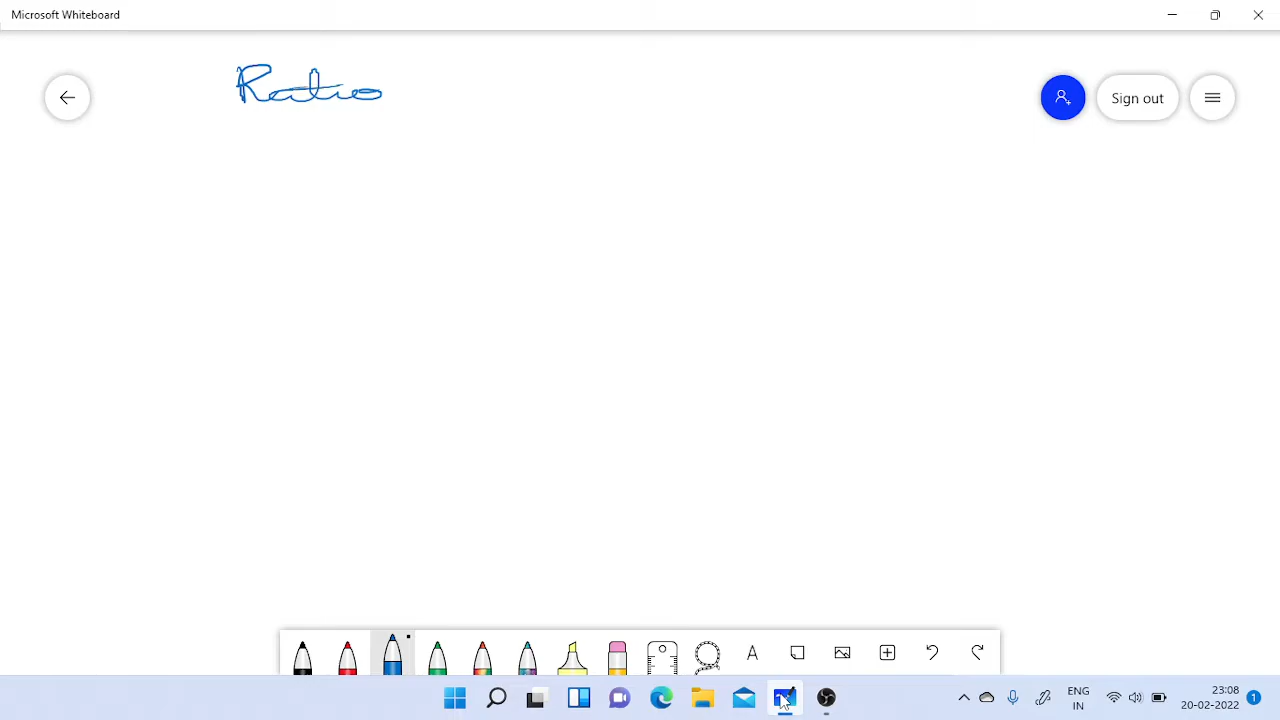 Microsoft Whiteboard
Ratio
Sign out
A
ENG
IN
23:08
20-02-2022
1